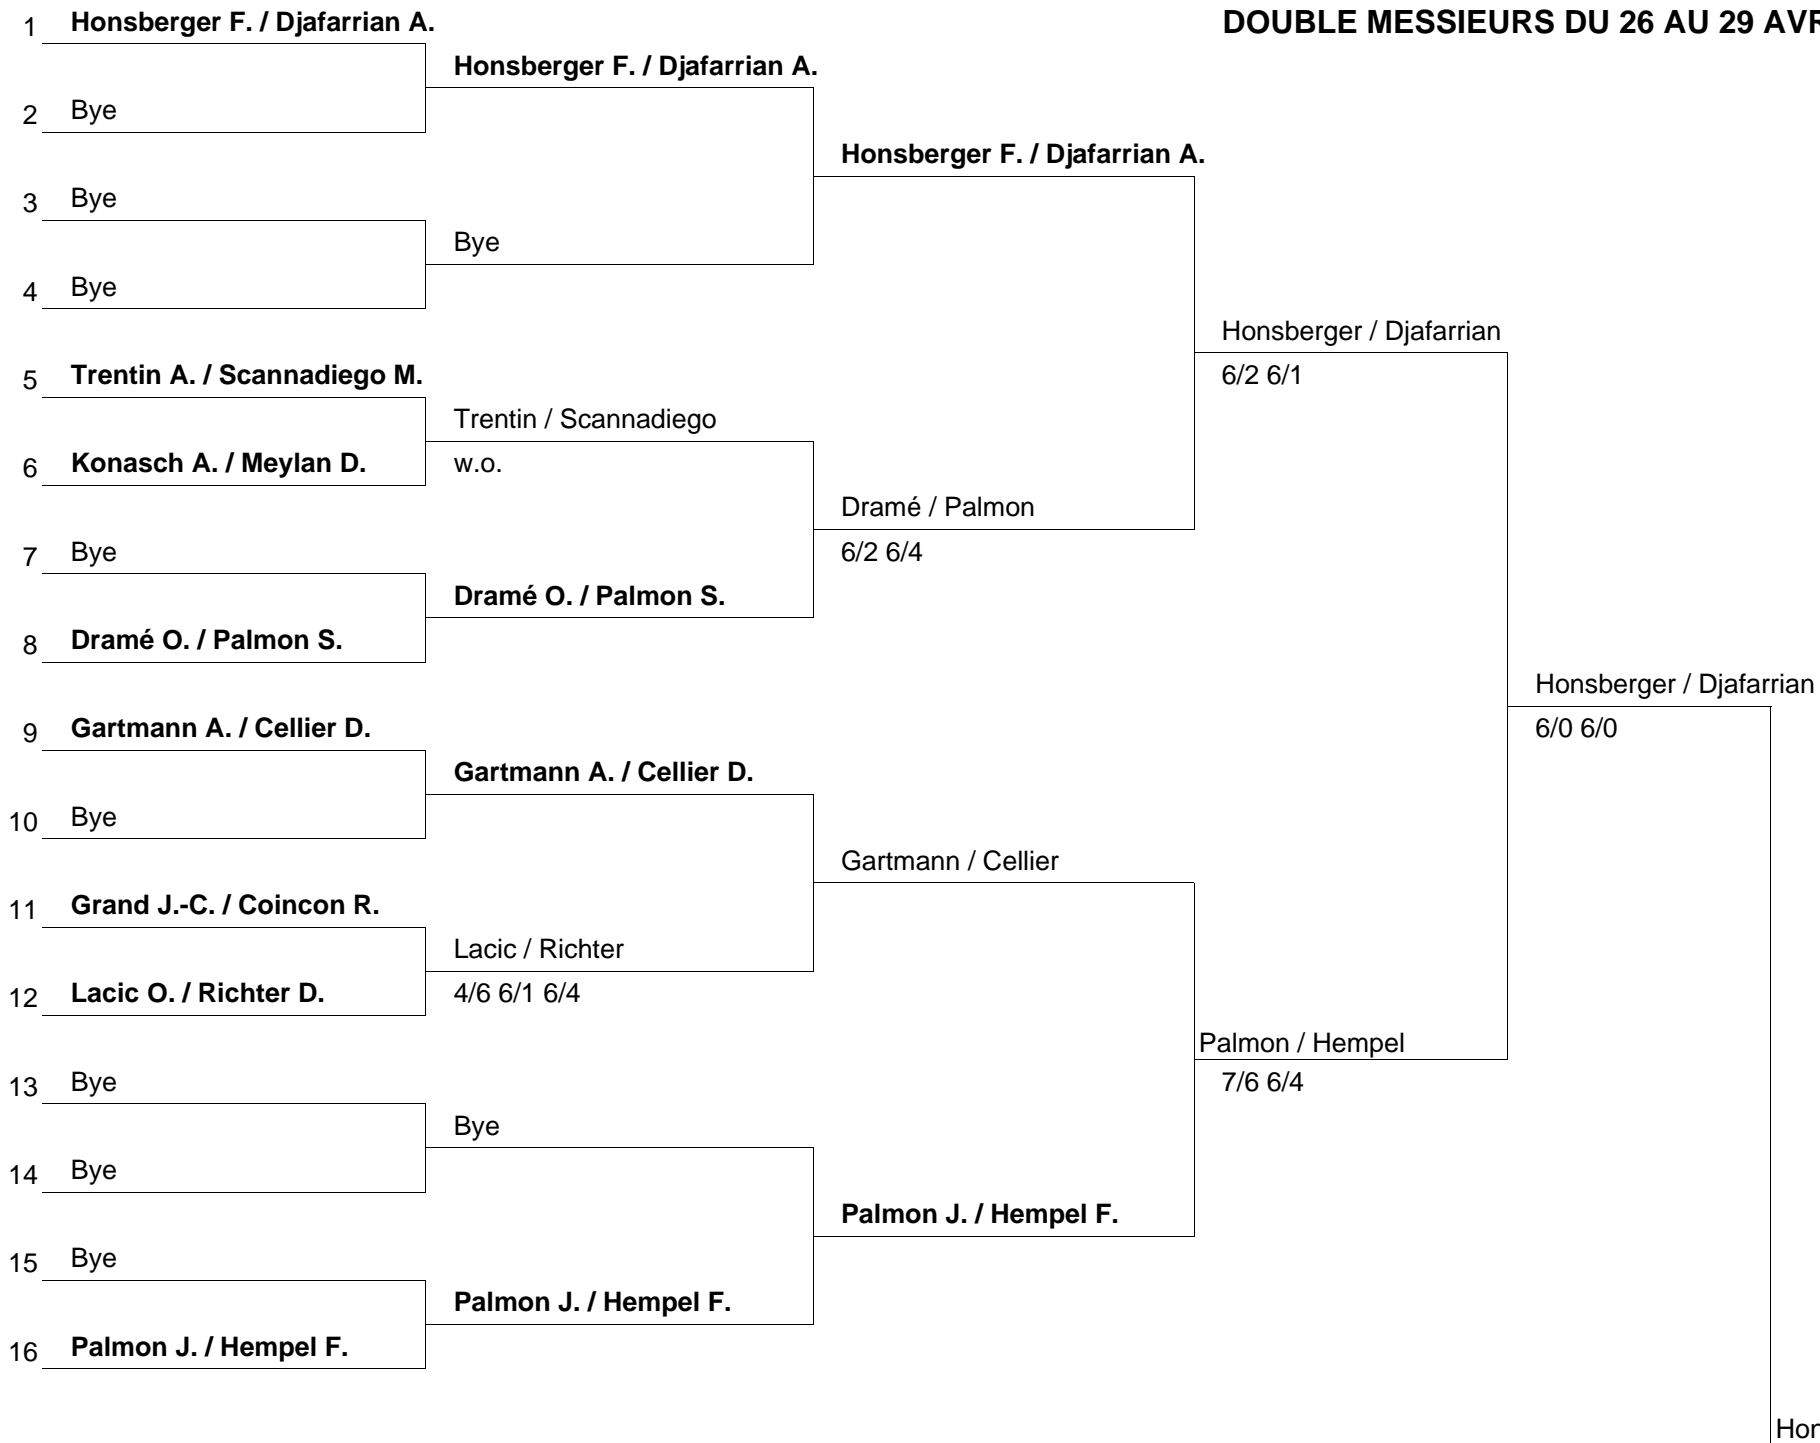 DOUBLE MESSIEURS DU 26 AU 29
1 Honsberger F. / Djafarrian A.
2 Bye
3 Bye
4 Bye
5 Trentin A. / Scannadiego M.
6 Konasch A. / Meylan D.
7 Bye
8 Dramé O. / Palmon S.
9 Gartmann A. / Cellier D.
10 Bye
11 Grand J.-C. / Coincon R.
12 Lacic O. / Richter D.
13 Bye
14 Bye
15 Bye
16 Palmon J. / Hempel F.
Honsberger F. / Djafarrian A.
Bye
Trentin / Scannadiego
w.o.
Dramé O. / Palmon S.
Gartmann A. / Cellier D.
Lacic / Richter
4/6 6/1 6/4
Bye
Palmon J. / Hempel F.
Honsberger F. / Djafarrian A.
Dramé / Palmon
6/2 6/4
Gartmann / Cellier
Palmon J. / Hempel F.
Honsberger / Djafarrian
6/2 6/1
Palmon / Hempel
7/6 6/4
Honsberger / Djafarrian
6/0 6/0